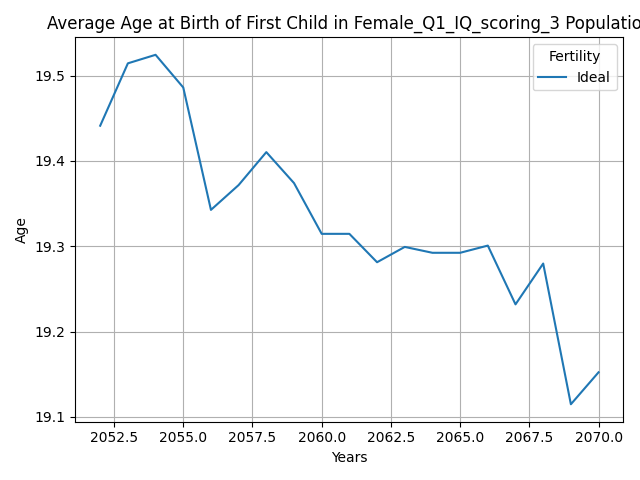 Average Age at Birth of First Child in Female_Q1_IQ_scoring_3 Populatio
Fertility
Ideal
19.5
19.4
19.3
19.2
19.1
Age
2052.5 2055.0 2057.5 2060.0 2062.5 2065.0 2067.5 2070.0
Years